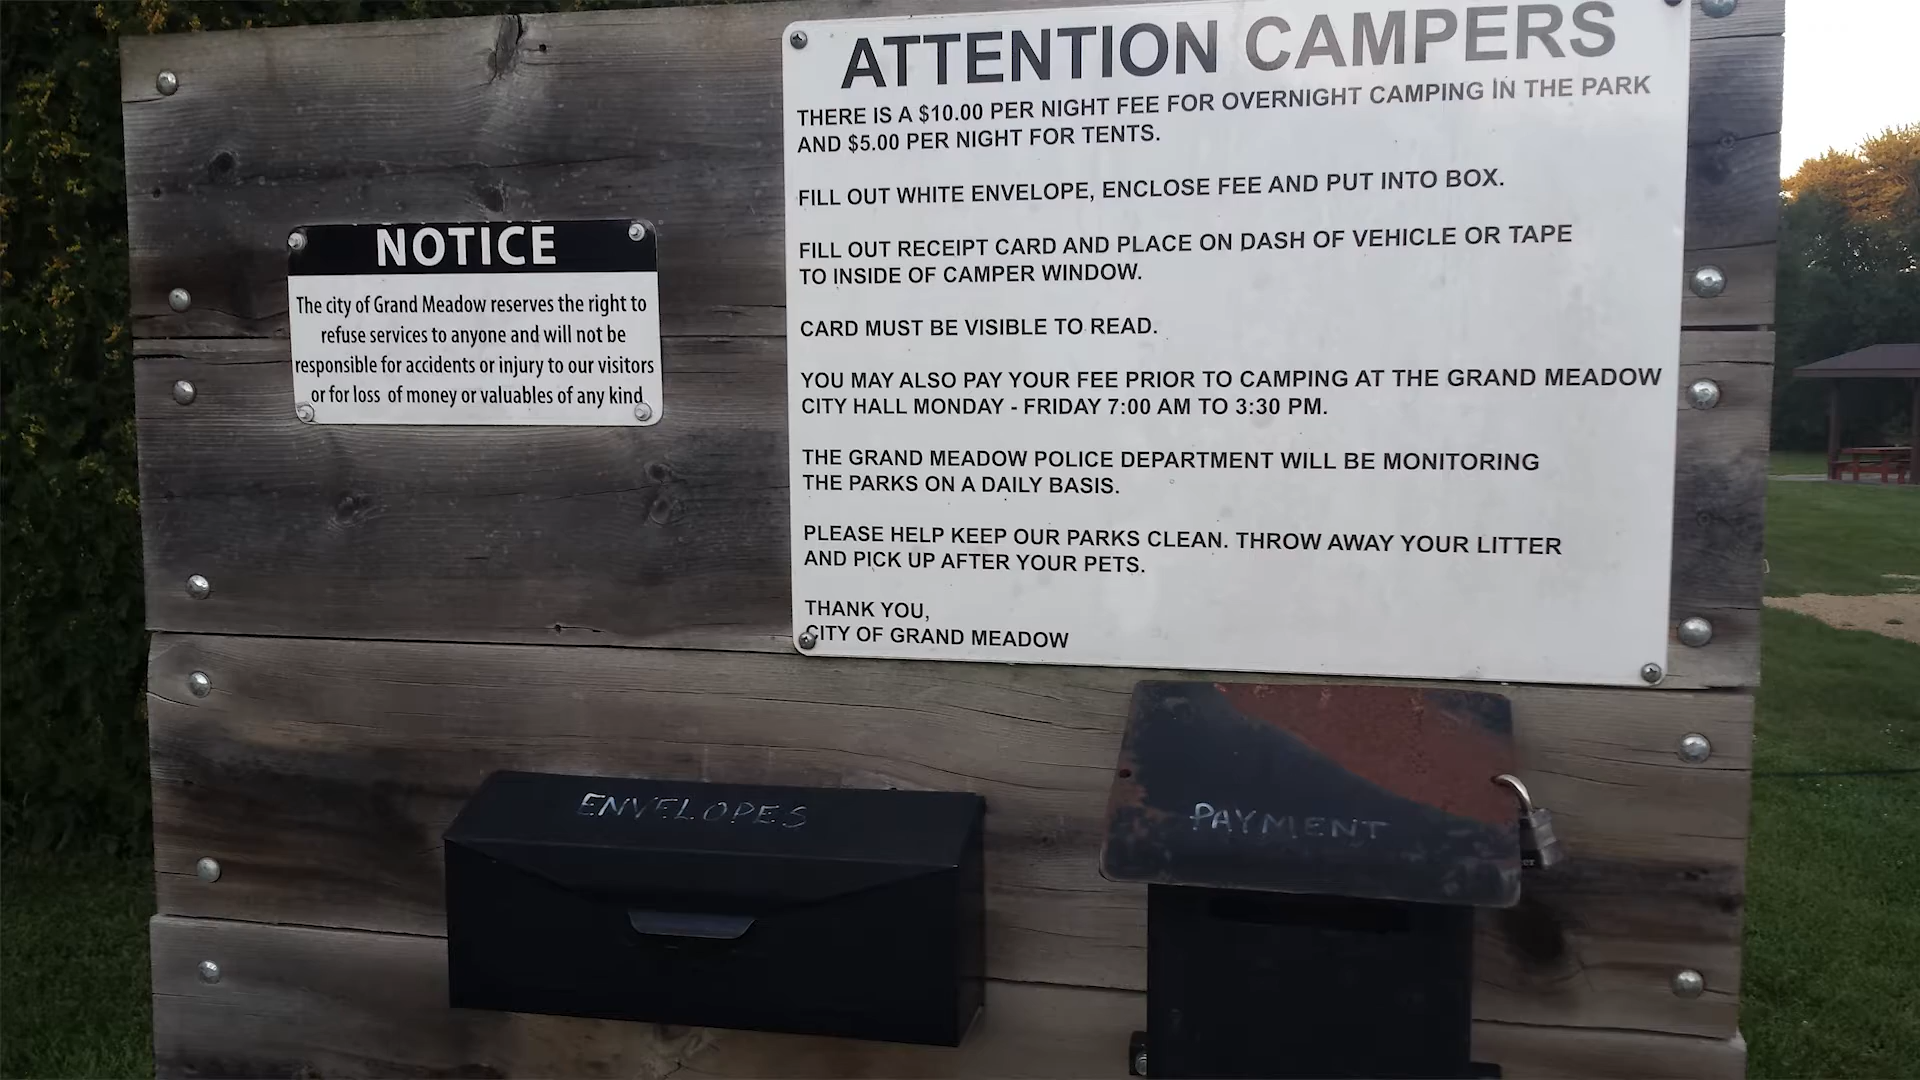 ATTENTION CAMPERS
THERE IS A $10.00 PER NIGHT FEE FOR OVERNIGHT CAMPING IN THE PARK
AND $5.00 PER NIGHT FOR TENTS.
FILL OUT WHITE ENVELOPE, ENCLOSE FEE AND PUT INTO BOX.
FILL OUT RECEIPT CARD AND PLACE ON DASH OF VEHICLE OR TAPE
TO INSIDE OF CAMPER WINDOW.
CARD MUST BE VISIBLE TO READ.
YOU MAY ALSO PAY YOUR FEE PRIOR TO CAMPING AT THE GRAND MEADOW
CITY HALL MONDAY - FRIDAY 7:00 AM TO 3:30 PM.
THE GRAND MEADOW POLICE DEPARTMENT WILL BE MONITORING
THE PARKS ON A DAILY BASIS.
PLEASE HELP KEEP OUR PARKS CLEAN. THROW AWAY YOUR LITTER
AND PICK UP AFTER YOUR PETS.
THANK YOU,
CITY OF GRAND MEADOW
NOTICE
The city of Grand Meadow reserves the right to
refuse services to anyone and will not be
responsible for accidents or injury to our visitors
or for loss of money or valuables of any kind
ENVELOPES
PAYMENT